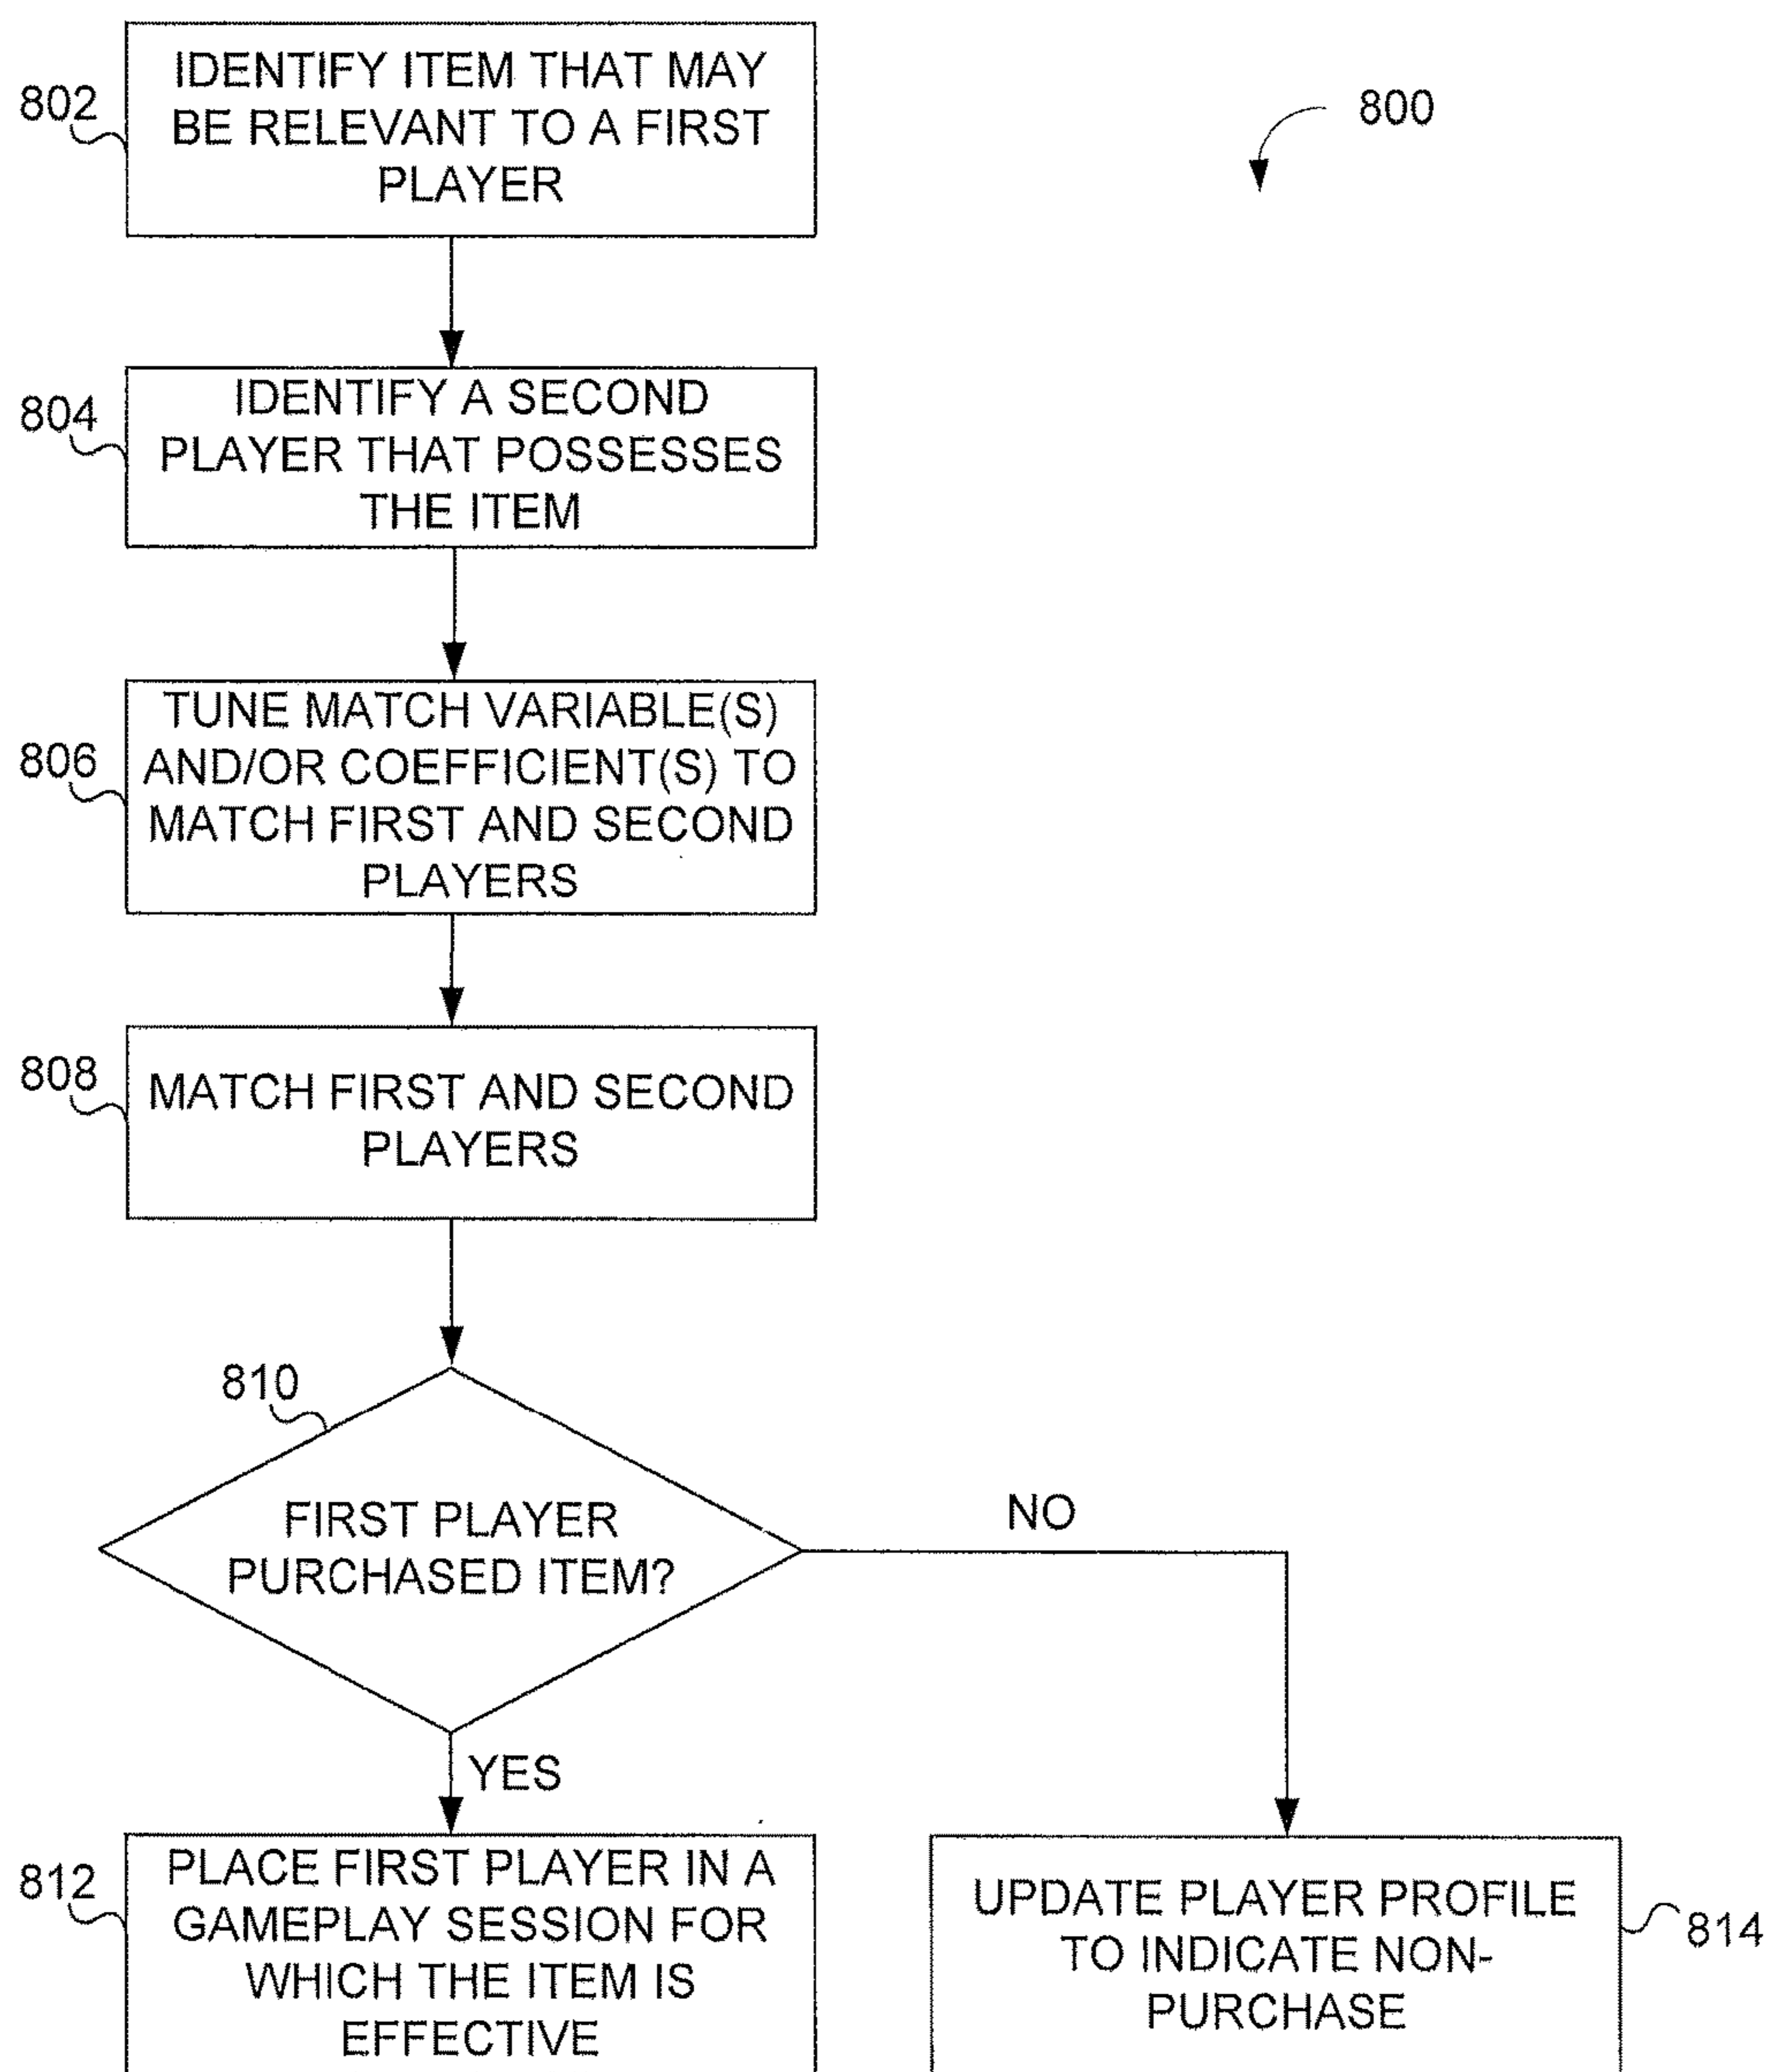 802
IDENTIFY ITEM THAT MAY
BE RELEVANT TO A FIRST
PLAYER
800
804
IDENTIFY A SECOND
PLAYER THAT POSSESSES
THE ITEM
806
TUNE MATCH VARIABLE(S)
AND/OR COEFFICIENT(S) TO
MATCH FIRST AND SECOND
PLAYERS
808
MATCH FIRST AND SECOND
PLAYERS
810
FIRST PLAYER
PURCHASED ITEM?
NO
YES
812
PLACE FIRST PLAYER IN A
GAMEPLAY SESSION FOR
WHICH THE ITEM IS
EFFECTIVE
UPDATE PLAYER PROFILE
TO INDICATE NON-
PURCHASE
814